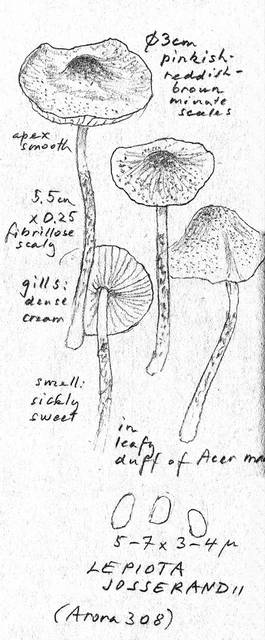 Ø3cm
pinkish-
reddish-
brown
minute
scales
apex
smooth
5.5cm
x 0.25
fibrillose
scaly
gills:
dense
cream
smell:
sickly
sweet
in
leafy
duff of Acer
5-7 x 3-4 μ
LEPIOTA
JOSSERANDII
(Arora 308)